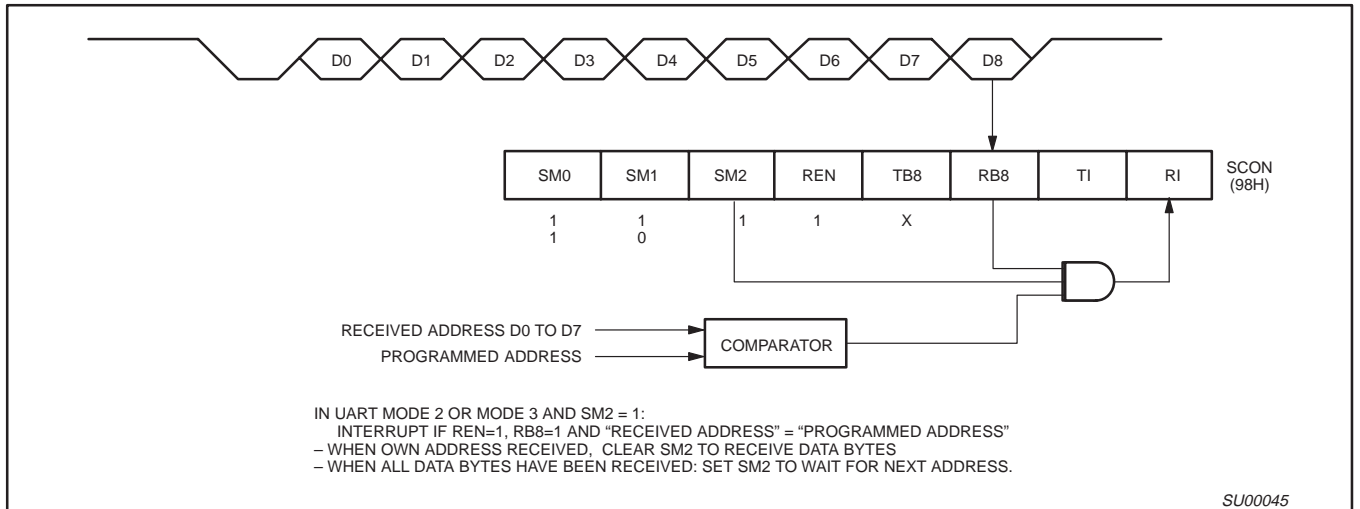 D0 D1 D2 D3 D4 D5 D6 D7 D8
SM0 SM1 SM2 REN TB8 RB8 TI RI
SCON
(98H)
1 1 1 1 X
1 0
RECEIVED ADDRESS D0 TO D7
PROGRAMMED ADDRESS
COMPARATOR
IN UART MODE 2 OR MODE 3 AND SM2 = 1:
INTERRUPT IF REN=1, RB8=1 AND “RECEIVED ADDRESS” = “PROGRAMMED ADDRESS”
– WHEN OWN ADDRESS RECEIVED, CLEAR SM2 TO RECEIVE DATA BYTES
– WHEN ALL DATA BYTES HAVE BEEN RECEIVED: SET SM2 TO WAIT FOR NEXT ADDRESS.
SU00045